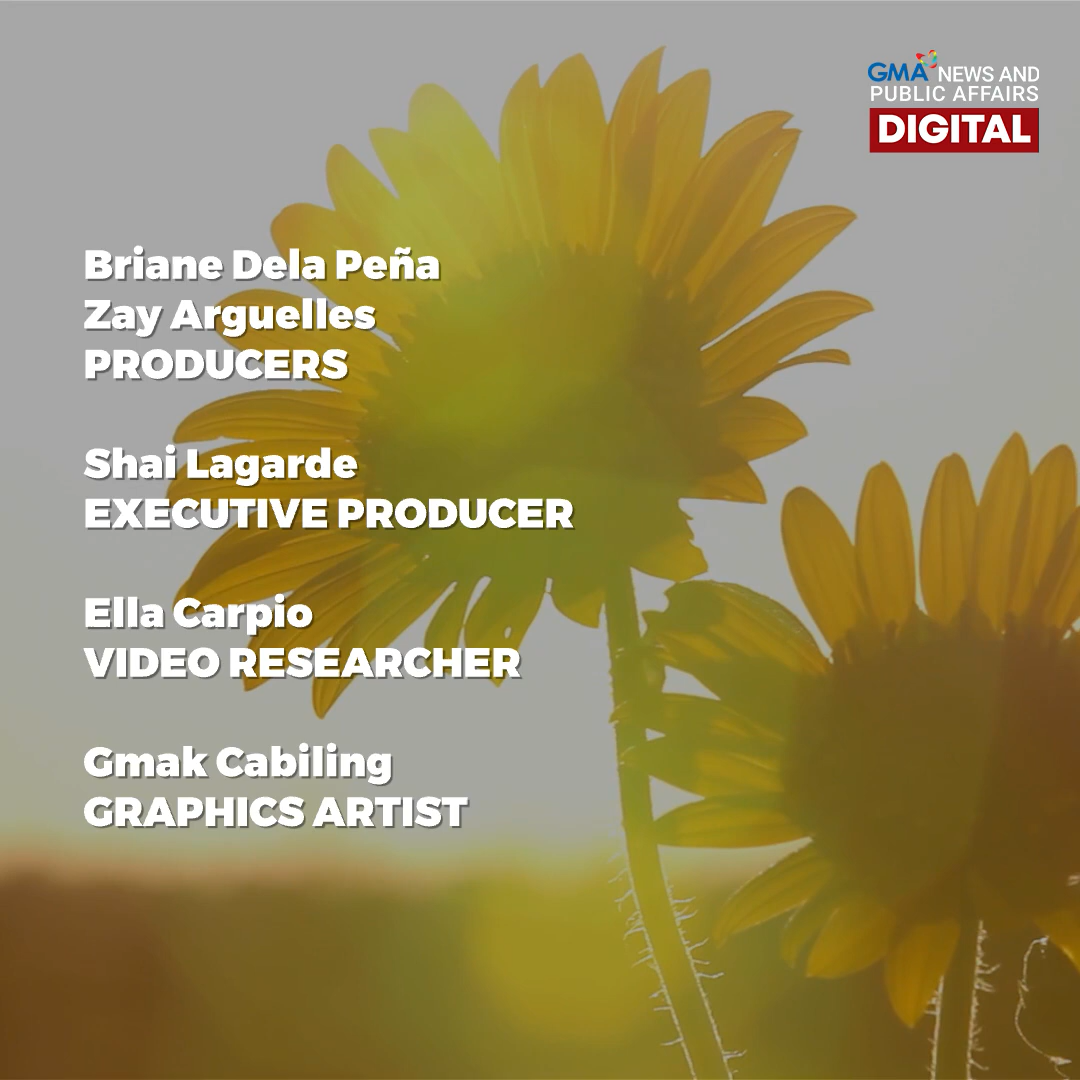 GMA NEWS AND
PUBLIC AFFAIRS
DIGITAL
Briane Dela Peña
Zay Arguelles
PRODUCERS
Shai Lagarde
EXECUTIVE PRODUCER
Ella Carpio
VIDEO RESEARCHER
Gmak Cabiling
GRAPHICS ARTIST